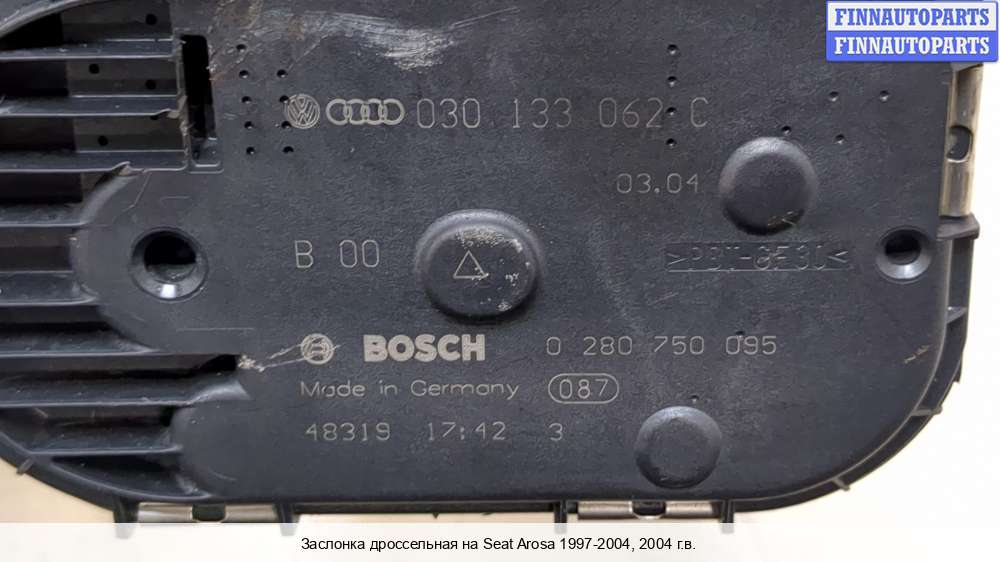 FINNAUTOPARTS
FINNAUTOPARTS
030 133 062 C
03.04
B 00
BOSCH 0 280 750 095
Made in Germany 087
48319 17:42 3
Заслонка дроссельная на Seat Arosa 1997-2004, 2004 г.в.